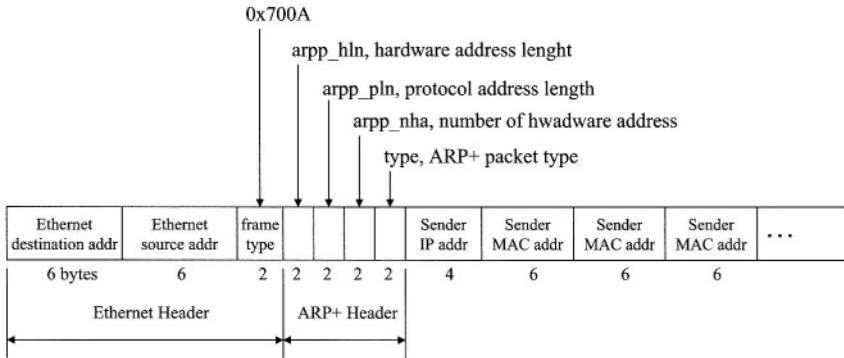 0x700A
arpp_hln, hardware address lenght
arpp_pln, protocol address length
arpp_nha, number of hwadware address
type, ARP+ packet type
Ethernet
destination addr
Ethernet
source addr
frame
type
Sender
IP addr
Sender
MAC addr
Sender
MAC addr
Sender
MAC addr
...
6 bytes 6 2 2 2 2 2 4 6 6 6
Ethernet Header ARP+ Header